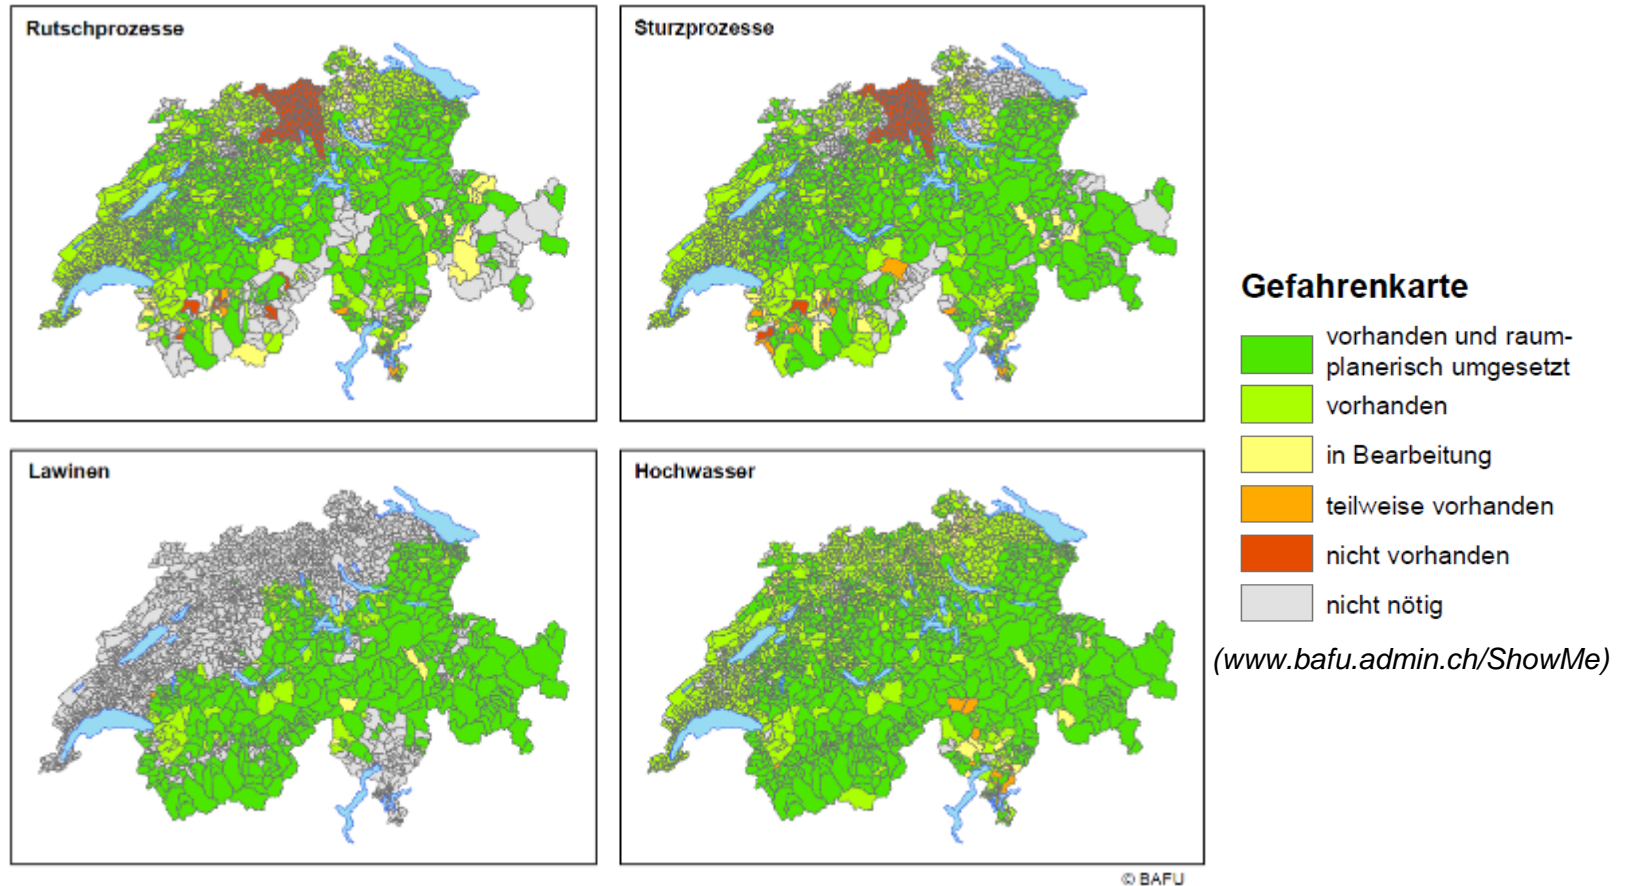 Rutschprozesse
Sturzprozesse
Lawinen
Hochwasser
Gefahrenkarte
vorhanden und raum-
planerisch umgesetzt
vorhanden
in Bearbeitung
teilweise vorhanden
nicht vorhanden
nicht nötig
(www.bafu.admin.ch/ShowMe)
© BAFU